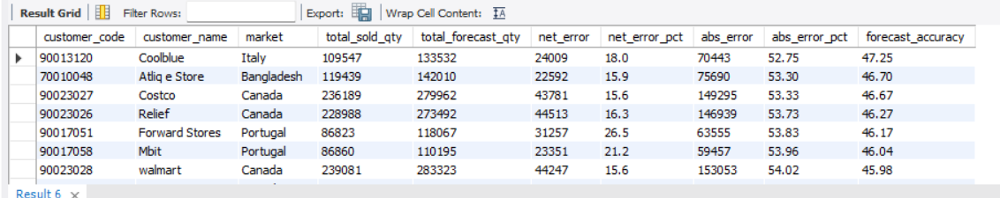 Result Grid Filter Rows: Export: Wrap Cell Content: IA
customer_code customer_name market total_sold_qty total_forecast_qty net_error net_error_pct abs_error abs_error_pct forecast_accuracy
90013120 Coolblue Italy 109547 133532 24009 18.0 70443 52.75 47.25
70010048 Atliq e Store Bangladesh 119439 142010 22592 15.9 75690 53.30 46.70
90023027 Costco Canada 236189 279962 43781 15.6 149295 53.33 46.67
90023026 Relief Canada 228988 273492 44513 16.3 146939 53.73 46.27
90017051 Forward Stores Portugal 86823 118067 31257 26.5 63555 53.83 46.17
90017058 Mbit Portugal 86860 110195 23351 21.2 59457 53.96 46.04
90023028 walmart Canada 239081 283323 44247 15.6 153053 54.02 45.98
Result 6 ×